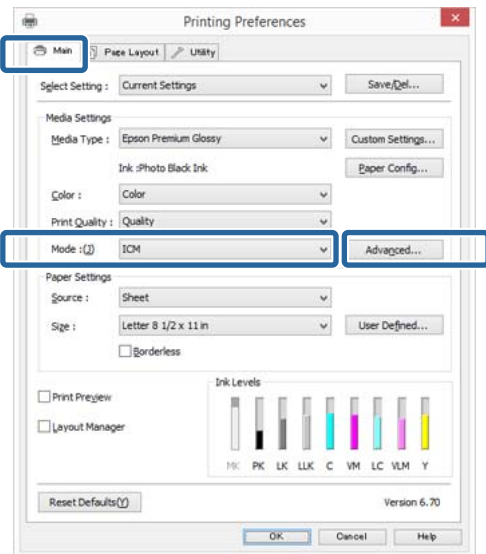 Printing Preferences
Main Page Layout Utility
Select Setting : Current Settings Save/Del...
Media Settings
Media Type : Epson Premium Glossy Custom Settings...
Ink :Photo Black Ink Paper Config...
Color : Color
Print Quality : Quality
Mode :(J) ICM Advanced...
Paper Settings
Source : Sheet
Size : Letter 8 1/2 x 11 in User Defined...
Borderless
Ink Levels
Print Preview
Layout Manager
MK PK LK LLK C VM LC VLM Y
Reset Defaults(Y) Version 6.70
OK Cancel Help